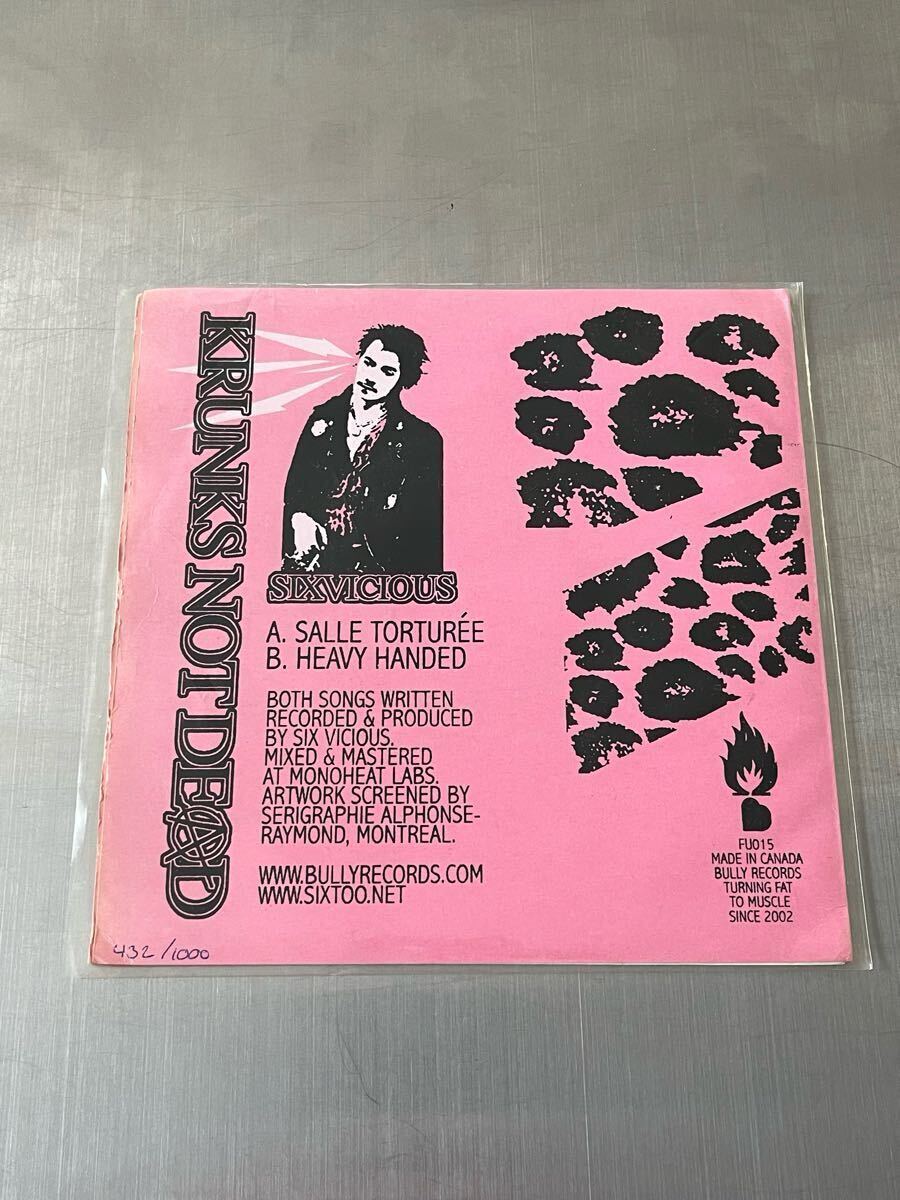 KRUNKS NOT DEAD
SIXVICIOUS
A. SALLE TORTURÉE
B. HEAVY HANDED
BOTH SONGS WRITTEN
RECORDED & PRODUCED
BY SIX VICIOUS.
MIXED & MASTERED
AT MONOHEAT LABS.
ARTWORK SCREENED BY
SERIGRAPHIE ALPHONSE-
RAYMOND, MONTREAL.
WWW.BULLYRECORDS.COM
WWW.SIXTOO.NET
B
FU015
MADE IN CANADA
BULLY RECORDS
TURNING FAT
TO MUSCLE
SINCE 2002
432/1000